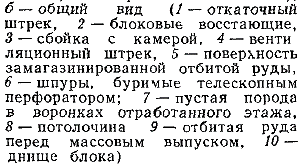 б — общий вид (1 — откаточный
штрек, 2 — блоковые восстающие,
3 — сбойка с камерой, 4 — венти
ляционный штрек, 5 — поверхность
замагазинированной отбитой руды,
6 — шпуры, буримые телескопным
перфоратором; 7 — пустая порода
в воронках отработанного этажа,
8 — потолочина 9 — отбитая руда
перед массовым выпуском, 10 —
днище блока)